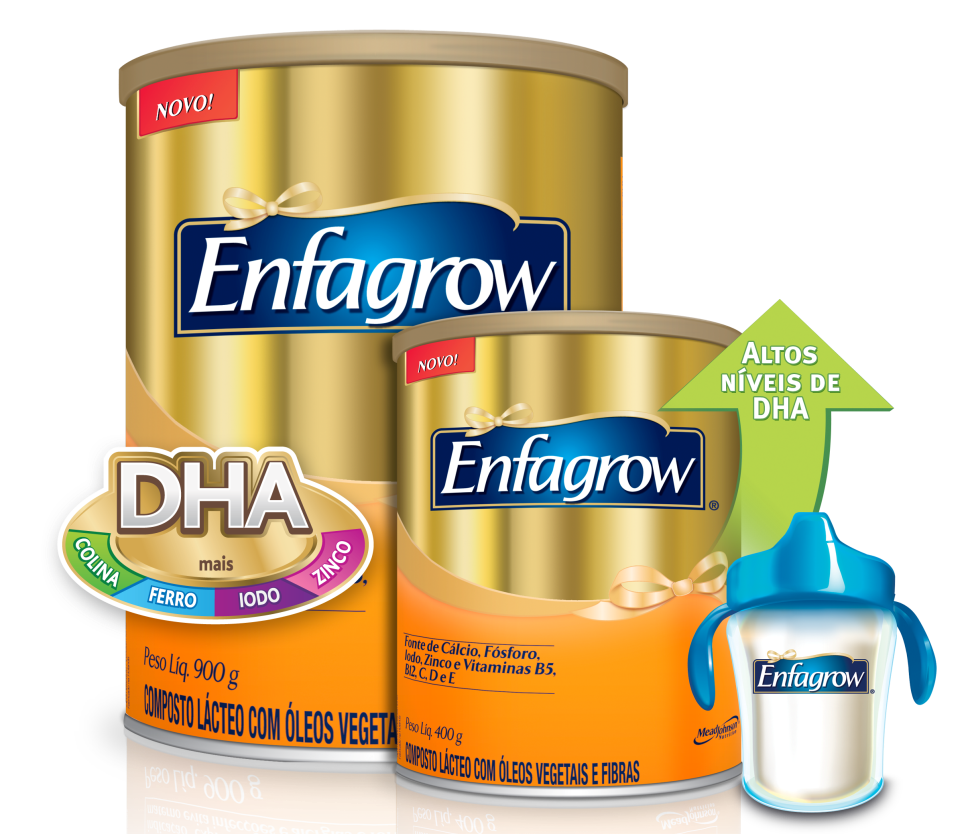 NOVO!
Enfagrow
NOVO!
Enfagrow®
ALTOS
NÍVEIS DE
DHA
DHA
mais
COLINA
FERRO
IODO
ZINCO
Fonte de Cálcio, Fósforo,
Iodo, Zinco e Vitaminas B5,
B12, C, D e E
Peso Líq. 900 g
COMPOSTO LÁCTEO COM ÓLEOS VEGETA
Peso Líq. 400 g
MeadJohnson
Nutrition
COMPOSTO LÁCTEO COM ÓLEOS VEGETAIS E FIBRAS
Enfagrow®